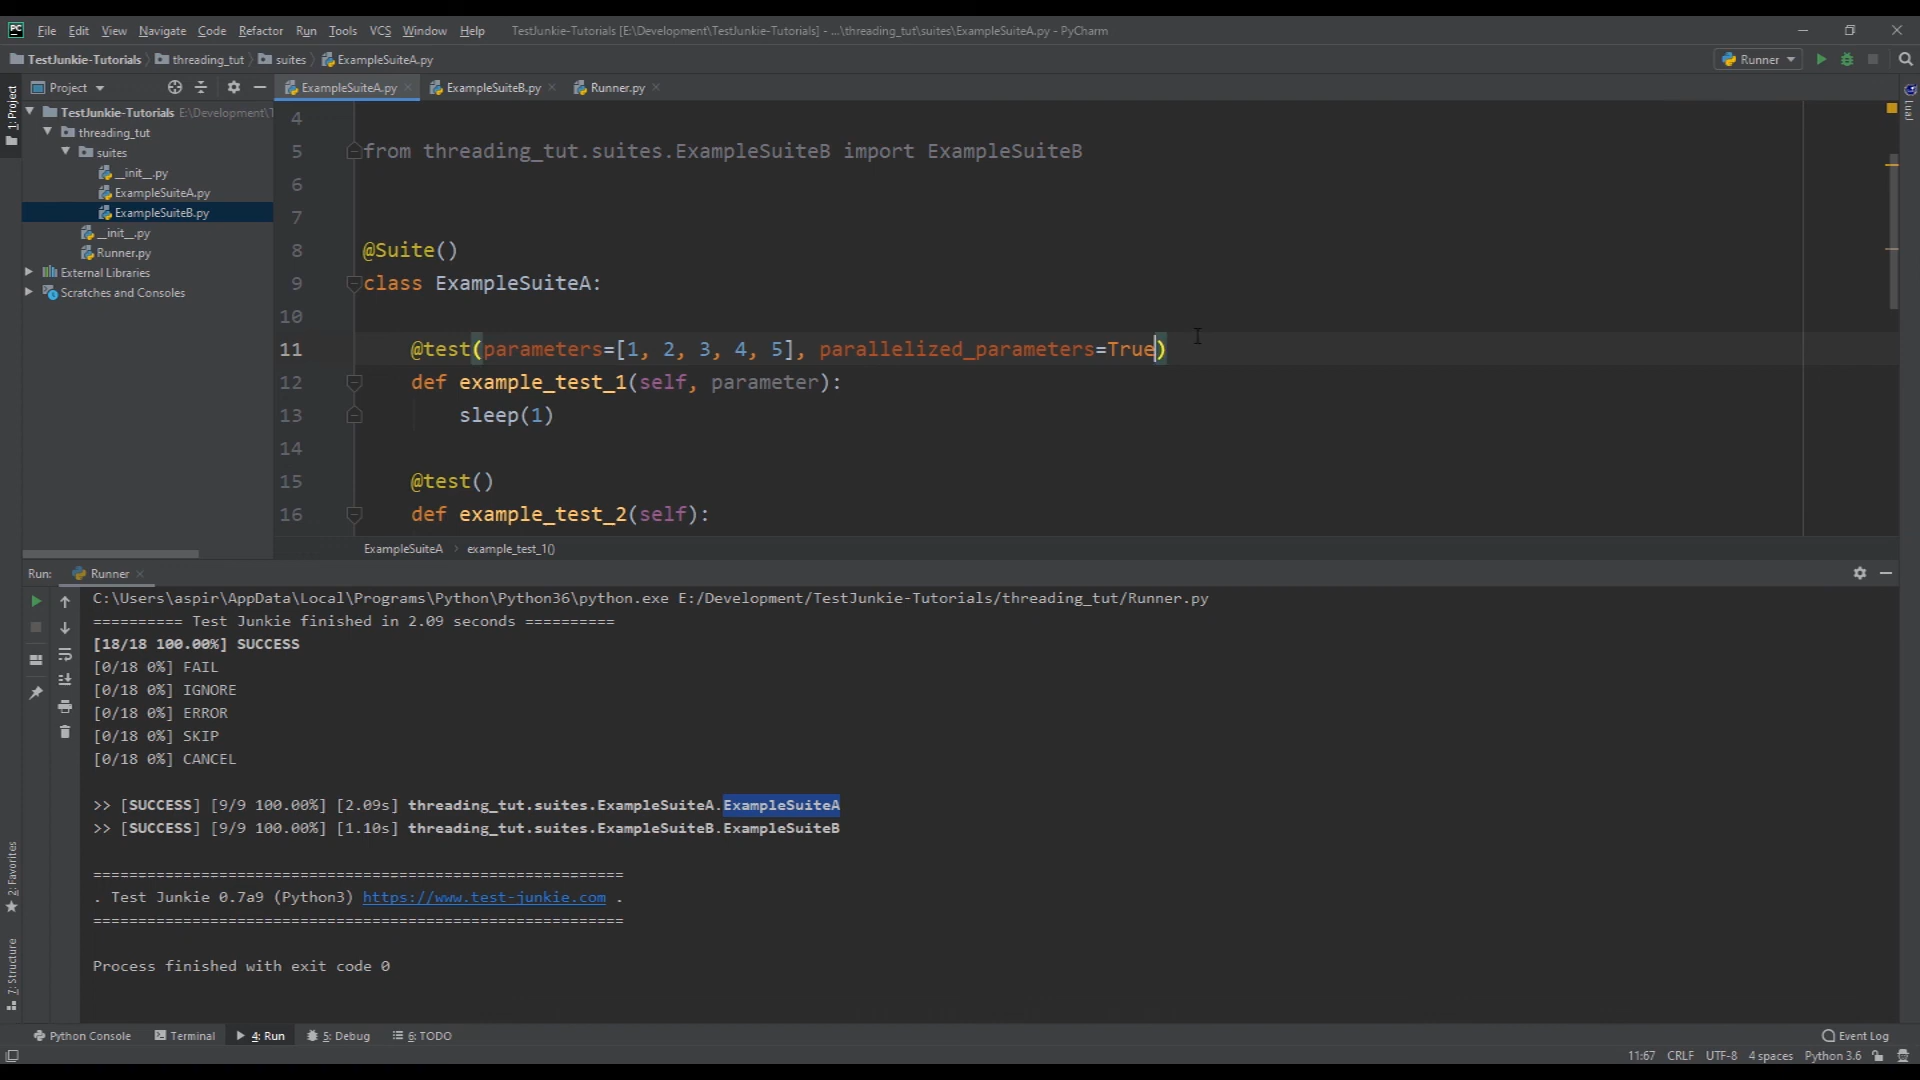 PC File Edit View Navigate Code Refactor Run Tools VCS Window Help TestJunkie-Tutorials [E:\Development\TestJunkie-Tutorials] - ...\threading_tut\suites\ExampleSuiteA.py - PyCharm
TestJunkie-Tutorials threading_tut suites ExampleSuiteA.py Runner
1: Project
Project ExampleSuiteA.py ExampleSuiteB.py Runner.py
LuaJ
TestJunkie-Tutorials E:\Development\T
threading_tut
suites
__init__.py
ExampleSuiteA.py
ExampleSuiteB.py
__init__.py
Runner.py
External Libraries
Scratches and Consoles
4
5 from threading_tut.suites.ExampleSuiteB import ExampleSuiteB
6
7
8 @Suite()
9 class ExampleSuiteA:
10
11 @test(parameters=[1, 2, 3, 4, 5], parallelized_parameters=True)
12 def example_test_1(self, parameter):
13 sleep(1)
14
15 @test()
16 def example_test_2(self):
ExampleSuiteA example_test_1()
Run: Runner
C:\Users\aspir\AppData\Local\Programs\Python\Python36\python.exe E:/Development/TestJunkie-Tutorials/threading_tut/Runner.py
========== Test Junkie finished in 2.09 seconds ==========
[18/18 100.00%] SUCCESS
[0/18 0%] FAIL
[0/18 0%] IGNORE
[0/18 0%] ERROR
[0/18 0%] SKIP
[0/18 0%] CANCEL
>> [SUCCESS] [9/9 100.00%] [2.09s] threading_tut.suites.ExampleSuiteA.ExampleSuiteA
>> [SUCCESS] [9/9 100.00%] [1.10s] threading_tut.suites.ExampleSuiteB.ExampleSuiteB
===========================================================
. Test Junkie 0.7a9 (Python3) https://www.test-junkie.com .
===========================================================
Process finished with exit code 0
2: Favorites
7: Structure
Python Console Terminal 4: Run 5: Debug 6: TODO Event Log
11:67 CRLF UTF-8 4 spaces Python 3.6